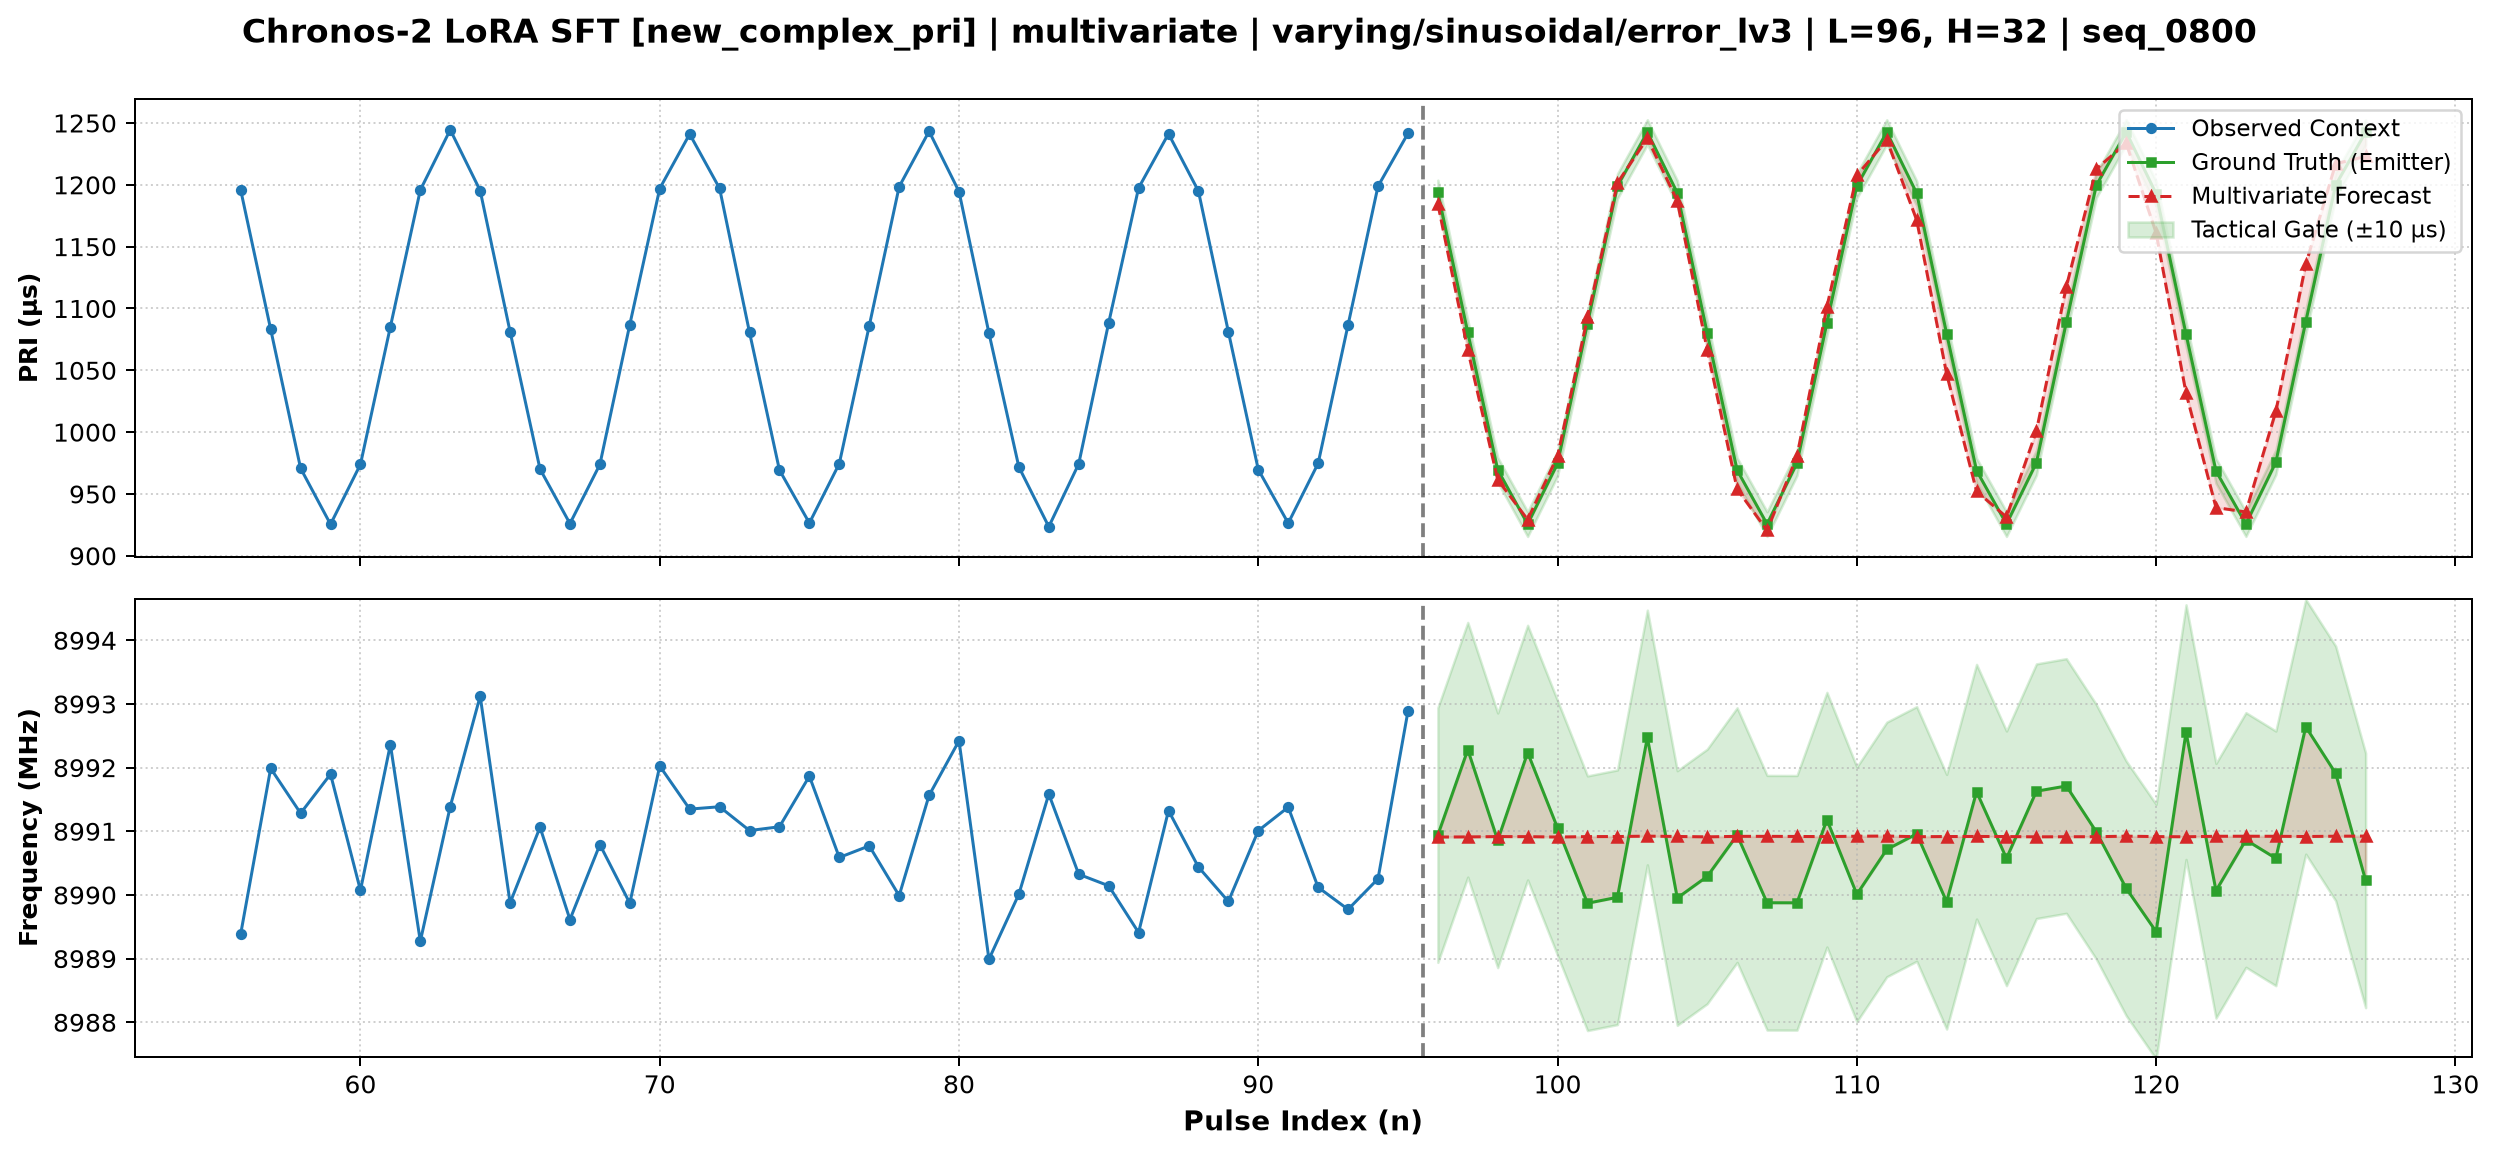 Chronos-2 LoRA SFT [new_complex_pri] | multivariate | varying/sinusoidal/error_lv3 | L=96, H=32 | seq_0800
PRI (µs)
1250
1200
1150
1100
1050
1000
950
900
Observed Context
Ground Truth (Emitter)
Multivariate Forecast
Tactical Gate (±10 µs)
Frequency (MHz)
8994
8993
8992
8991
8990
8989
8988
60 70 80 90 100 110 120 130
Pulse Index (n)